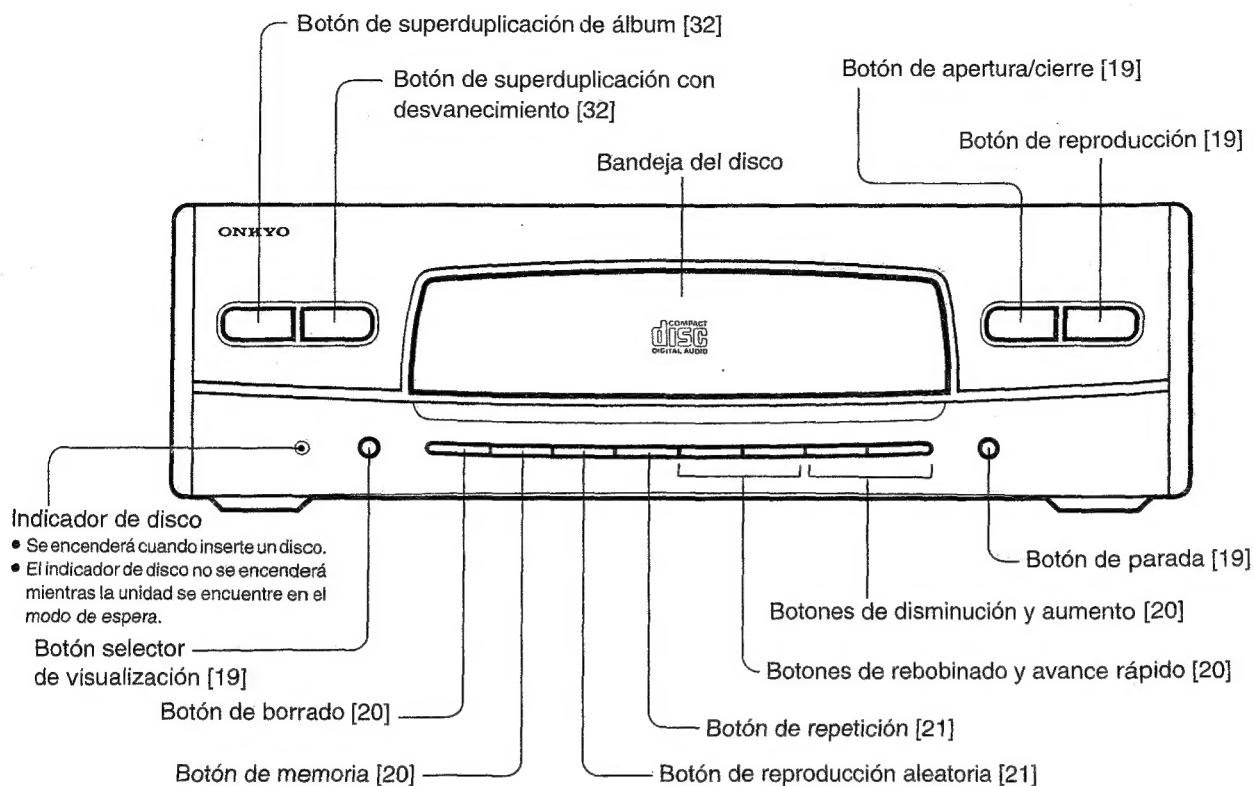 Botón de superduplicación de álbum [32]
Botón de superduplicación con
desvanecimiento [32]
Botón de apertura/cierre [19]
Botón de reproducción [19]
Bandeja del disco
ONKYO
COMPACT
disc
DIGITAL AUDIO
Indicador de disco
• Se encenderá cuando inserte un disco.
• El indicador de disco no se encenderá
mientras la unidad se encuentre en el
modo de espera.
Botón selector
de visualización [19]
Botón de borrado [20]
Botón de memoria [20]
Botón de parada [19]
Botones de disminución y aumento [20]
Botones de rebobinado y avance rápido [20]
Botón de repetición [21]
Botón de reproducción aleatoria [21]